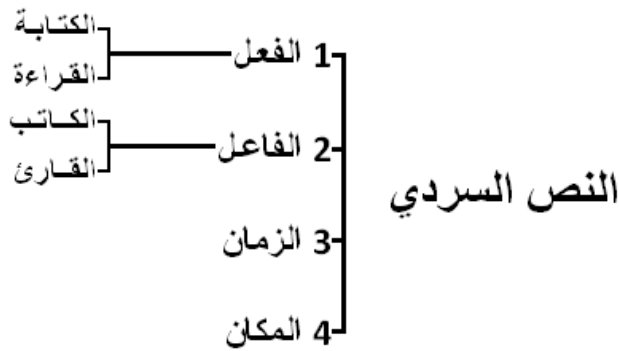 النص السردي
1 الفعل
الكتابة
القراءة
2 الفاعل
الكاتب
القارئ
3 الزمان
4 المكان